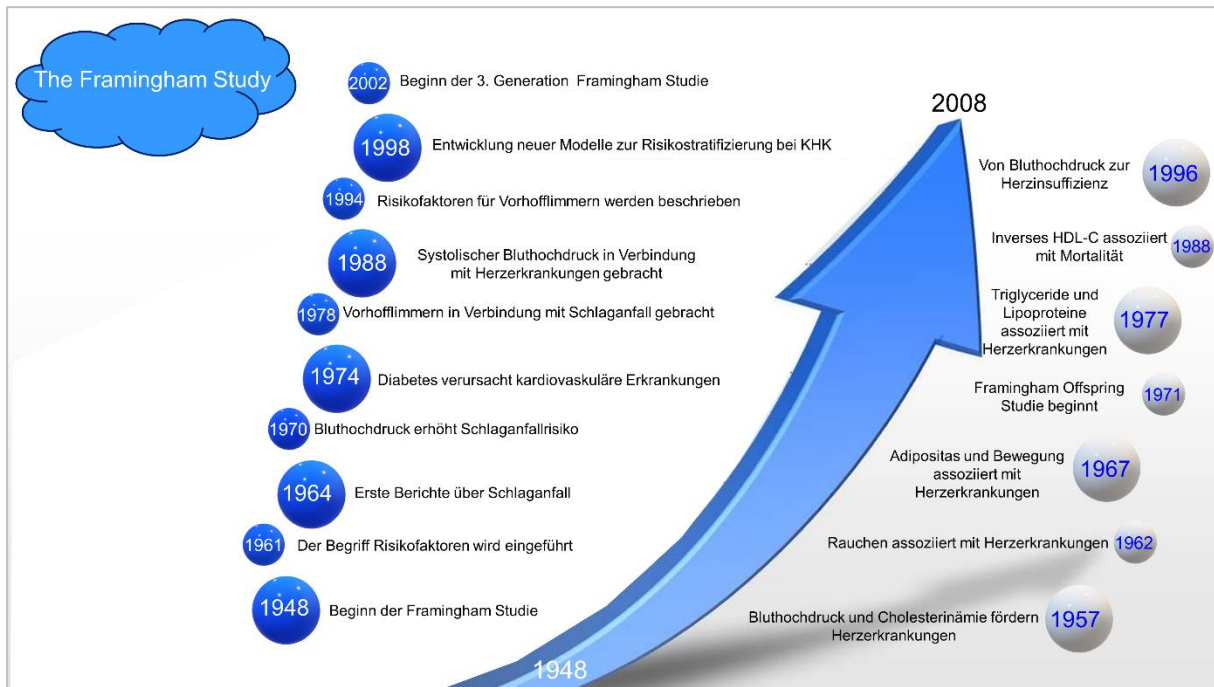 The Framingham Study
2002
Beginn der 3. Generation Framingham Studie
1998
Entwicklung neuer Modelle zur Risikostratifizierung bei KHK
1994
Risikofaktoren für Vorhofflimmern werden beschrieben
1988
Systolischer Bluthochdruck in Verbindung
mit Herzerkrankungen gebracht
1978
Vorhofflimmern in Verbindung mit Schlaganfall gebracht
1974
Diabetes verursacht kardiovaskuläre Erkrankungen
1970
Bluthochdruck erhöht Schlaganfallrisiko
1964
Erste Berichte über Schlaganfall
1961
Der Begriff Risikofaktoren wird eingeführt
1948
Beginn der Framingham Studie
2008
1948
Von Bluthochdruck zur
Herzinsuffizienz
1996
Inverses HDL-C assoziiert
mit Mortalität
1988
Triglyceride und
Lipoproteine
assoziiert mit
Herzerkrankungen
1977
Framingham Offspring
Studie beginnt
1971
Adipositas und Bewegung
assoziiert mit
Herzerkrankungen
1967
Rauchen assoziiert mit Herzerkrankungen
1962
Bluthochdruck und Cholesterinämie fördern
Herzerkrankungen
1957